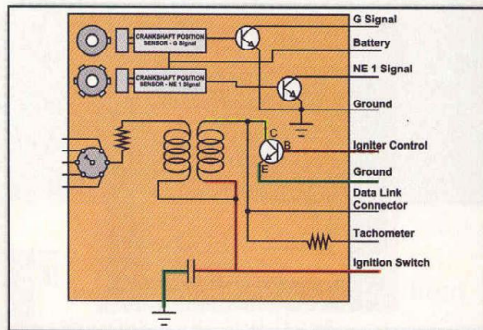 G Signal
CRANKSHAFT POSITION
SENSOR - G Signal
Battery
CRANKSHAFT POSITION
SENSOR - NE 1 Signal
NE 1 Signal
Ground
C
B
Igniter Control
E
Ground
Data Link
Connector
Tachometer
Ignition Switch